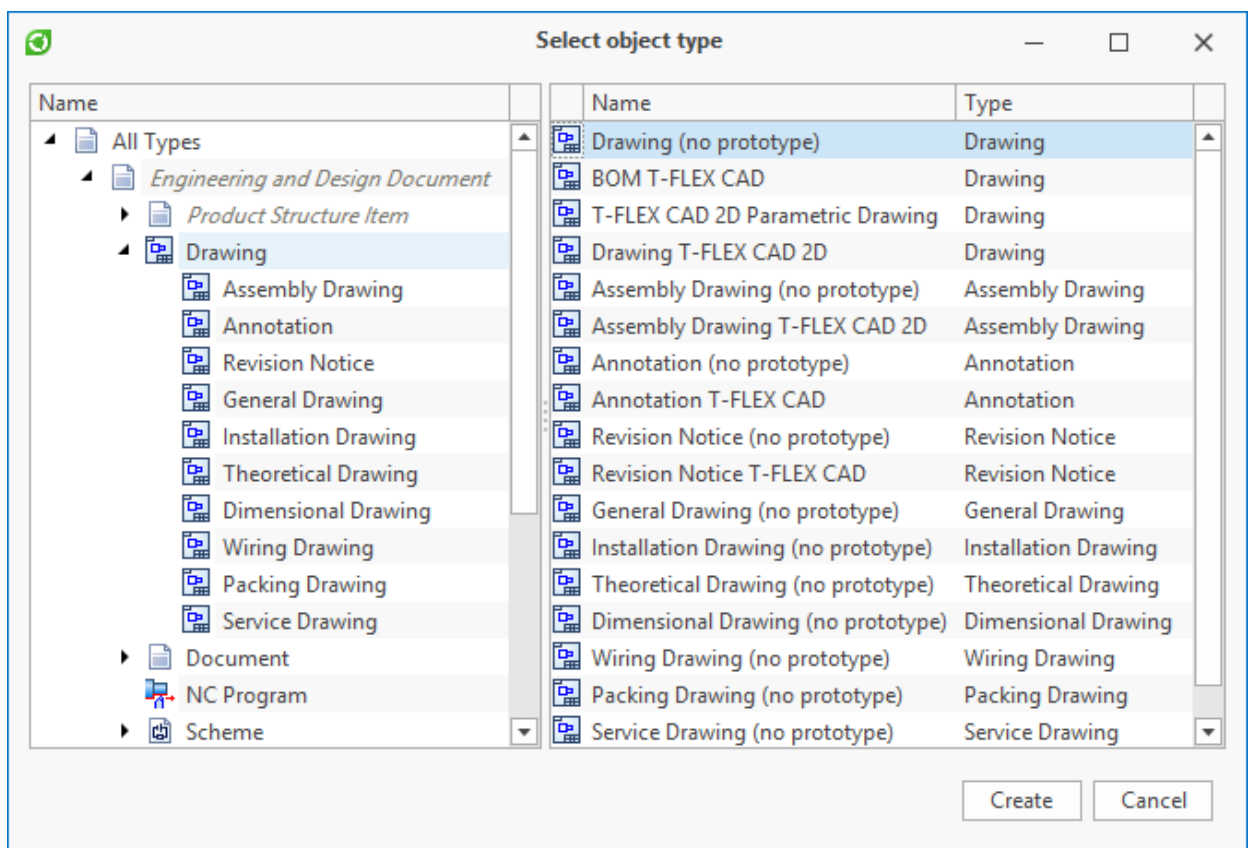 Select object type
Name
All Types
Engineering and Design Document
Product Structure Item
Drawing
Assembly Drawing
Annotation
Revision Notice
General Drawing
Installation Drawing
Theoretical Drawing
Dimensional Drawing
Wiring Drawing
Packing Drawing
Service Drawing
Document
NC Program
Scheme
Name Type
Drawing (no prototype) Drawing
BOM T-FLEX CAD Drawing
T-FLEX CAD 2D Parametric Drawing Drawing
Drawing T-FLEX CAD 2D Drawing
Assembly Drawing (no prototype) Assembly Drawing
Assembly Drawing T-FLEX CAD 2D Assembly Drawing
Annotation (no prototype) Annotation
Annotation T-FLEX CAD Annotation
Revision Notice (no prototype) Revision Notice
Revision Notice T-FLEX CAD Revision Notice
General Drawing (no prototype) General Drawing
Installation Drawing (no prototype) Installation Drawing
Theoretical Drawing (no prototype) Theoretical Drawing
Dimensional Drawing (no prototype) Dimensional Drawing
Wiring Drawing (no prototype) Wiring Drawing
Packing Drawing (no prototype) Packing Drawing
Service Drawing (no prototype) Service Drawing
Create Cancel